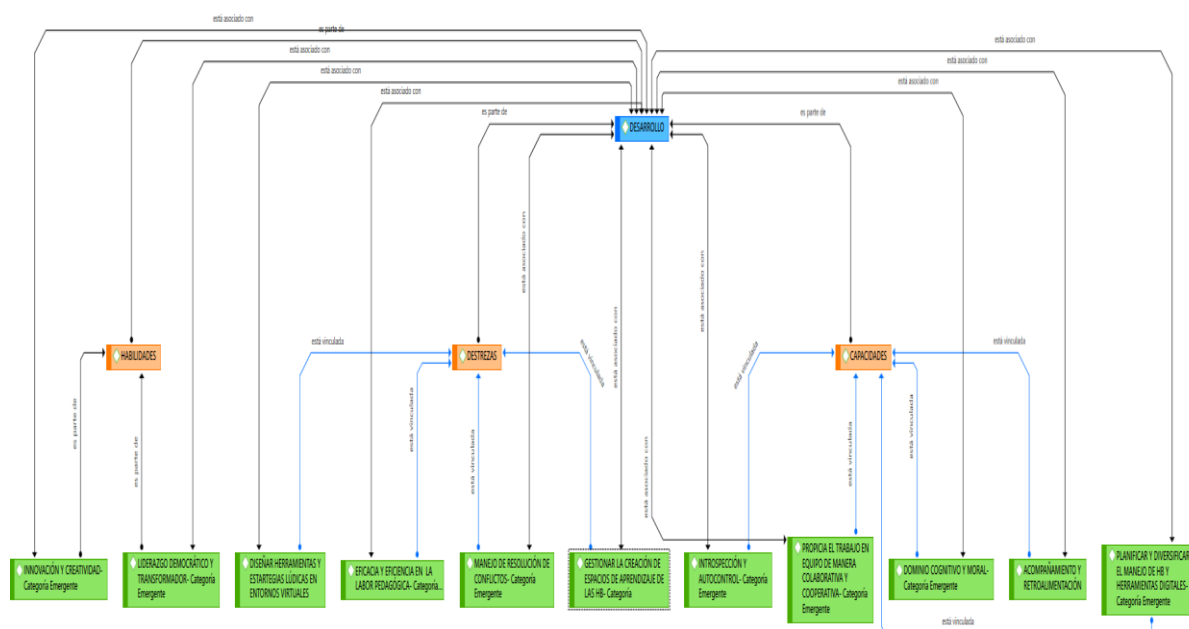 está asociado con
es parte de
está asociado con
está asociado con
está asociado con
está asociado con
está asociado con
está asociado con
está asociado con
es parte de
es parte de
DESARROLLO
está asociado con
está asociado con
está asociado con
está asociado con
HABILIDADES
DESTREZAS
CAPACIDADES
está vinculada
está vinculada
está vinculada
está vinculada
es parte de
es parte de
está vinculada
está vinculada
está vinculada
está vinculada
INNOVACIÓN Y CREATIVIDAD-
Categoría Emergente
LIDERAZGO DEMOCRÁTICO Y
TRANSFORMADOR- Categoría
Emergente
DISEÑAR HERRAMIENTAS Y
ESTARTEGIAS LÚDICAS EN
ENTORNOS VIRTUALES
EFICACIA Y EFICIENCIA EN LA
LABOR PEDAGÓGICA- Categoría...
MANEJO DE RESOLUCIÓN DE
CONFLICTOS- Categoría
Emergente
GESTIONAR LA CREACIÓN DE
ESPACIOS DE APRENDIZAJE DE
LAS HB- Categoría
INTROSPECCIÓN Y
AUTOCONTROL- Categoría
Emergente
PROPICIA EL TRABAJO EN
EQUIPO DE MANERA
COLABORATIVA Y
COOPERATIVA- Categoría
Emergente
DOMINIO COGNITIVO Y MORAL-
Categoría Emergente
ACOMPAÑAMIENTO Y
RETROALIMENTACIÓN
PLANIFICAR Y DIVERSIFICAR
EL MANEJO DE HB Y
HERRAMIENTAS DIGITALES-
Categoría Emergente
está vinculada